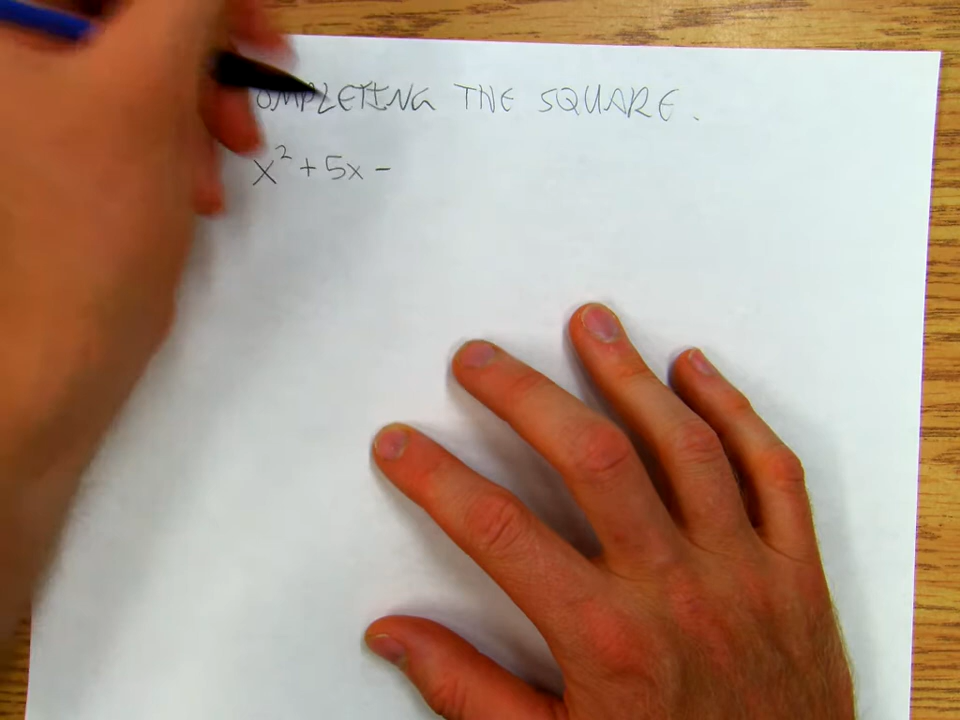 OMPLETING THE SQUARE.
x² + 5x -